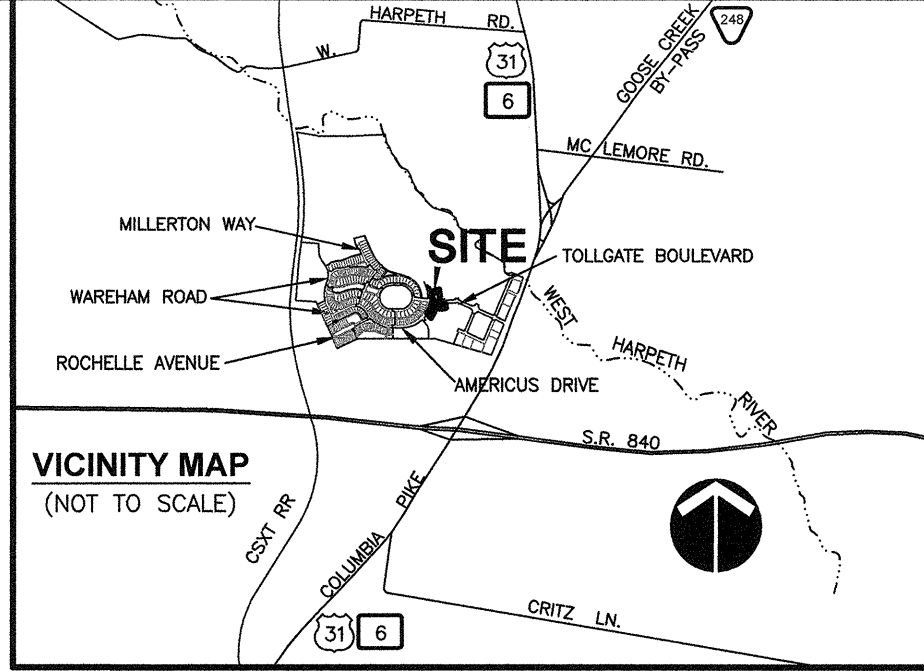 HARPETH RD.
W.
31
6
GOOSE CREEK
BY-PASS
248
MC LEMORE RD.
MILLERTON WAY
SITE
TOLLGATE BOULEVARD
WAREHAM ROAD
WEST HARPETH RIVER
ROCHELLE AVENUE
AMERICUS DRIVE
S.R. 840
VICINITY MAP
(NOT TO SCALE)
CSXT RR
COLUMBIA PIKE
CRITZ LN.
31
6